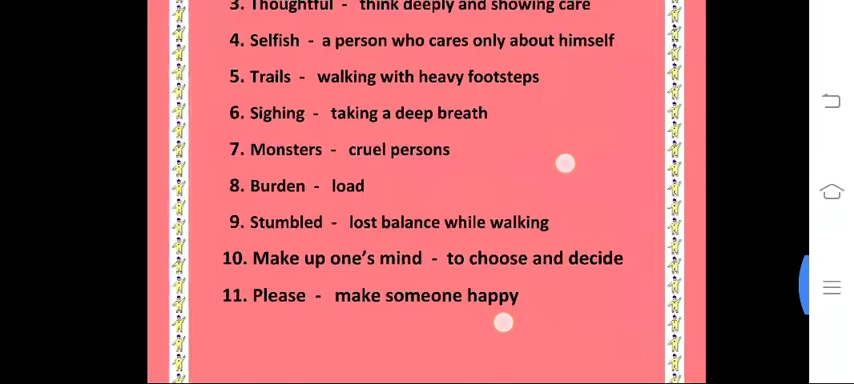 3. Thoughtful - think deeply and showing care
4. Selfish - a person who cares only about himself
5. Trails - walking with heavy footsteps
6. Sighing - taking a deep breath
7. Monsters - cruel persons
8. Burden - load
9. Stumbled - lost balance while walking
10. Make up one’s mind - to choose and decide
11. Please - make someone happy